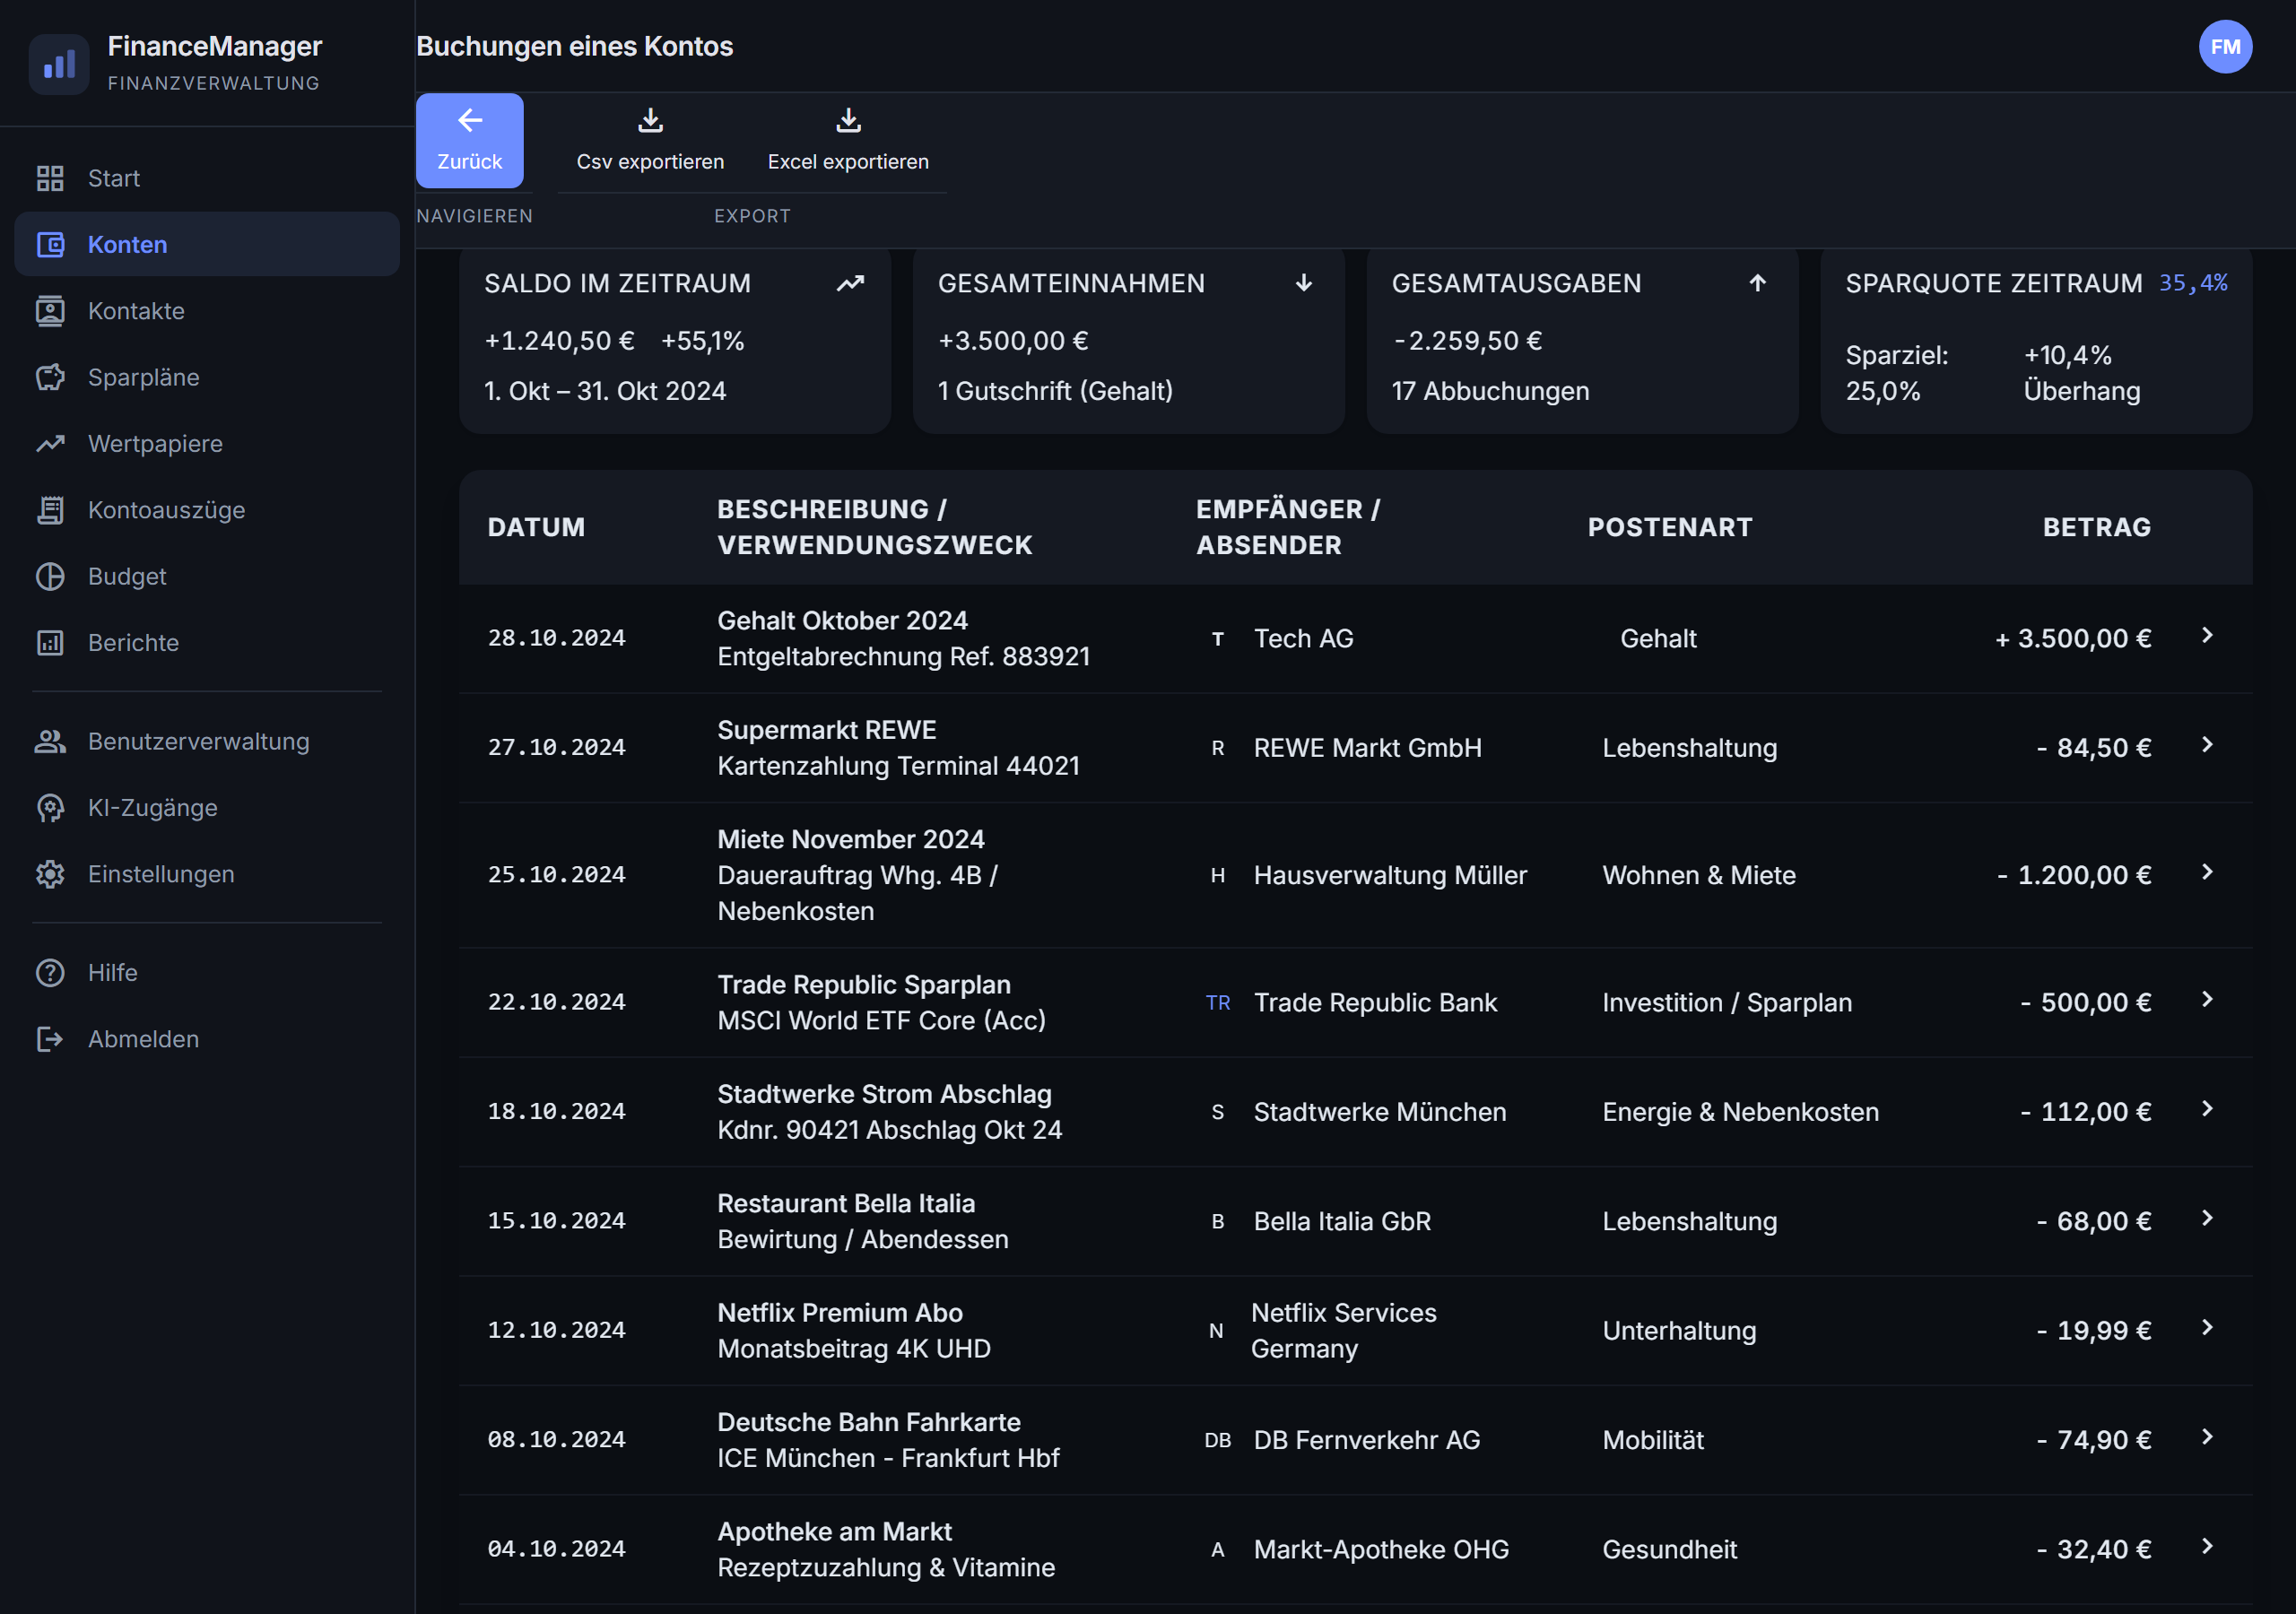 FinanceManager
FINANZVERWALTUNG
Start
Konten
Kontakte
Sparpläne
Wertpapiere
Kontoauszüge
Budget
Berichte
Benutzerverwaltung
KI-Zugänge
Einstellungen
Hilfe
Abmelden
Buchungen eines Kontos
FM
Zurück
Csv exportieren
Excel exportieren
NAVIGIEREN
EXPORT
SALDO IM ZEITRAUM
+1.240,50 € +55,1%
1. Okt – 31. Okt 2024
GESAMTEINNAHMEN
+3.500,00 €
1 Gutschrift (Gehalt)
GESAMTAUSGABEN
-2.259,50 €
17 Abbuchungen
SPARQUOTE ZEITRAUM 35,4%
Sparziel: +10,4%
25,0% Überhang
DATUM
BESCHREIBUNG /
VERWENDUNGSZWECK
EMPFÄNGER /
ABSENDER
POSTENART
BETRAG
28.10.2024
Gehalt Oktober 2024
Entgeltabrechnung Ref. 883921
T Tech AG
Gehalt
+ 3.500,00 €
27.10.2024
Supermarkt REWE
Kartenzahlung Terminal 44021
R REWE Markt GmbH
Lebenshaltung
- 84,50 €
25.10.2024
Miete November 2024
Dauerauftrag Whg. 4B /
Nebenkosten
H Hausverwaltung Müller
Wohnen & Miete
- 1.200,00 €
22.10.2024
Trade Republic Sparplan
MSCI World ETF Core (Acc)
TR Trade Republic Bank
Investition / Sparplan
- 500,00 €
18.10.2024
Stadtwerke Strom Abschlag
Kdnr. 90421 Abschlag Okt 24
S Stadtwerke München
Energie & Nebenkosten
- 112,00 €
15.10.2024
Restaurant Bella Italia
Bewirtung / Abendessen
B Bella Italia GbR
Lebenshaltung
- 68,00 €
12.10.2024
Netflix Premium Abo
Monatsbeitrag 4K UHD
N Netflix Services
Germany
Unterhaltung
- 19,99 €
08.10.2024
Deutsche Bahn Fahrkarte
ICE München - Frankfurt Hbf
DB DB Fernverkehr AG
Mobilität
- 74,90 €
04.10.2024
Apotheke am Markt
Rezeptzuzahlung & Vitamine
A Markt-Apotheke OHG
Gesundheit
- 32,40 €